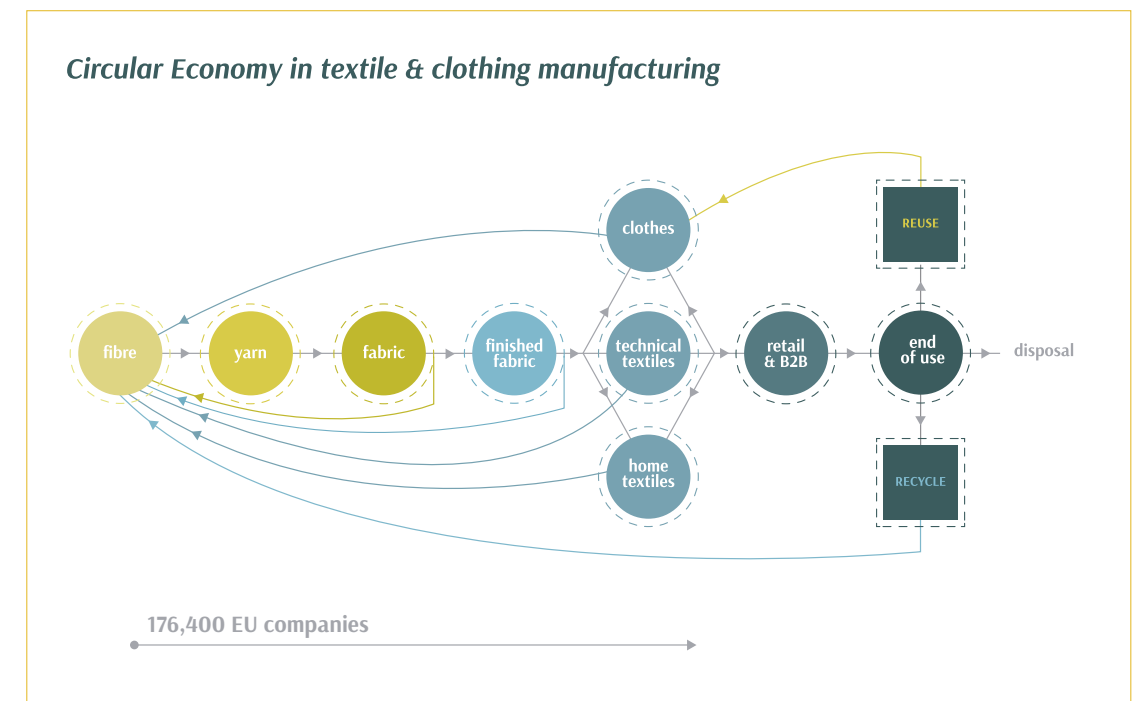 Circular Economy in textile & clothing manufacturing
clothes
REUSE
fibre
yarn
fabric
finished
fabric
technical
textiles
retail
& B2B
end
of use
disposal
home
textiles
RECYCLE
176,400 EU companies